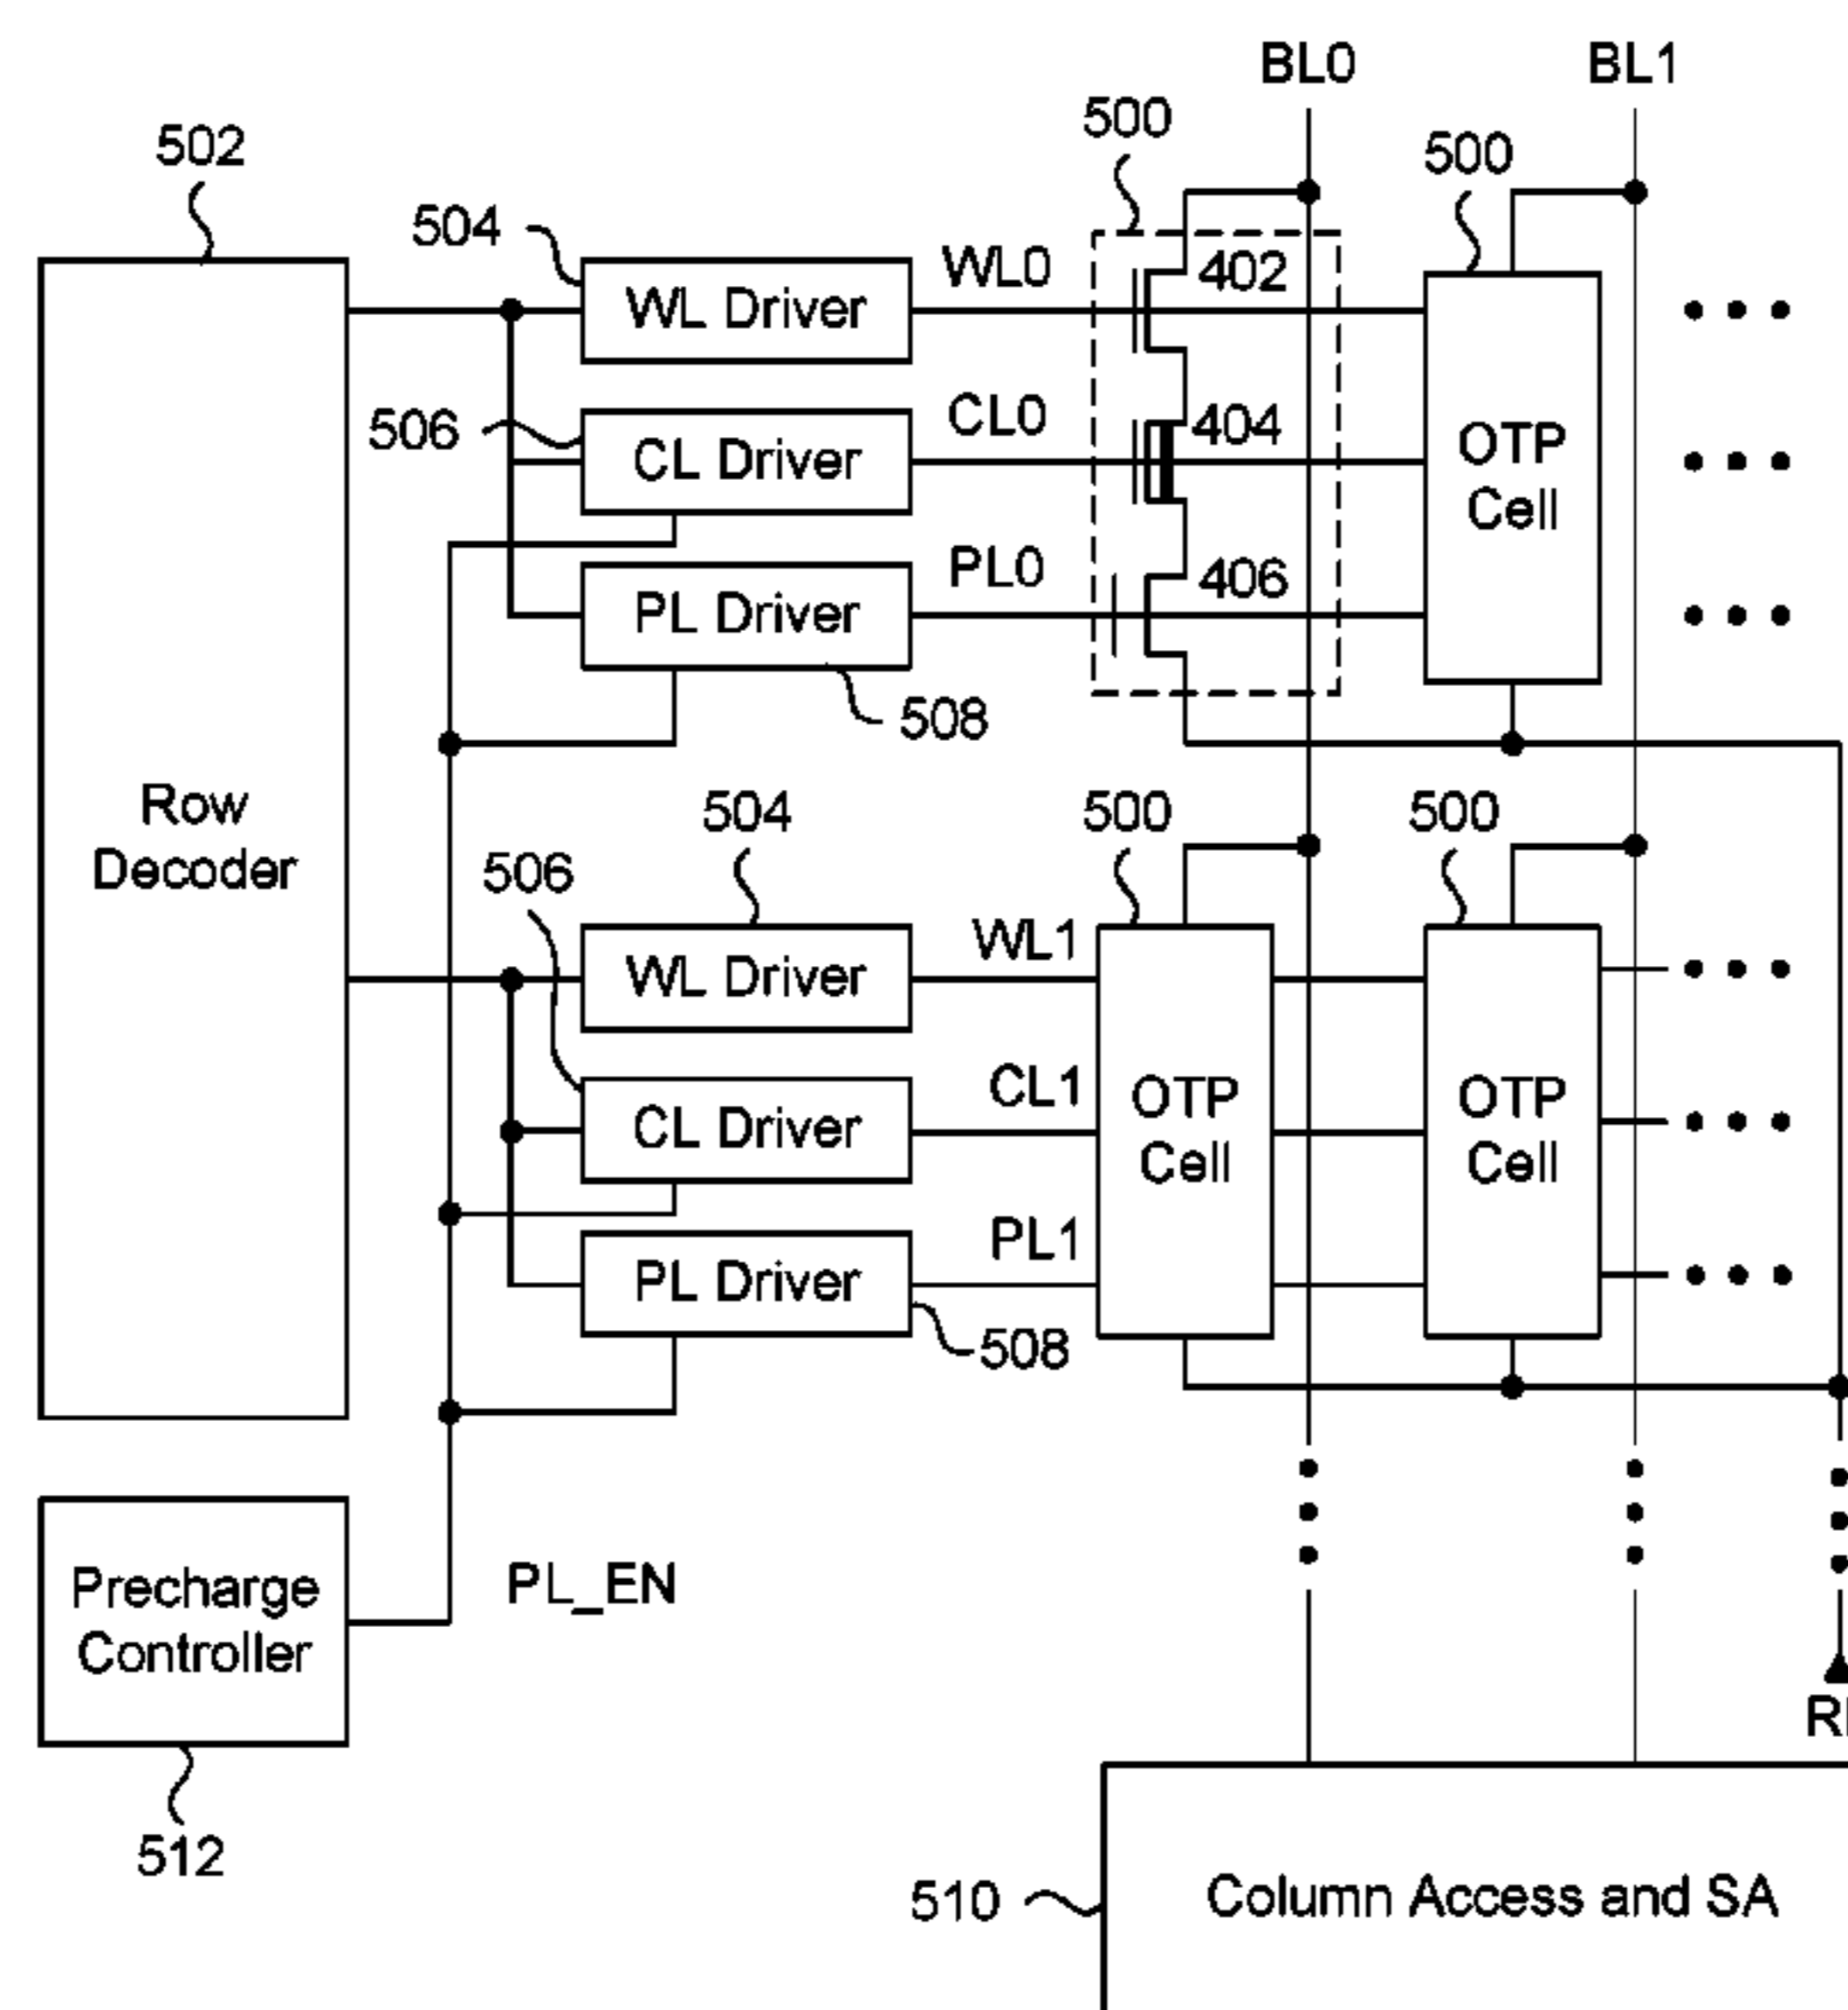 BL0 BL1
500
502 500
504
WL0 402
WL Driver
506 CL0 404
CL Driver OTP
Cell
PL0 406
PL Driver
508
Row
Decoder
504 500 500
506
WL1
WL Driver
CL1
CL Driver OTP OTP
Cell Cell
PL1
PL Driver
508
Precharge
Controller
PL_EN
512
510 Column Access and SA